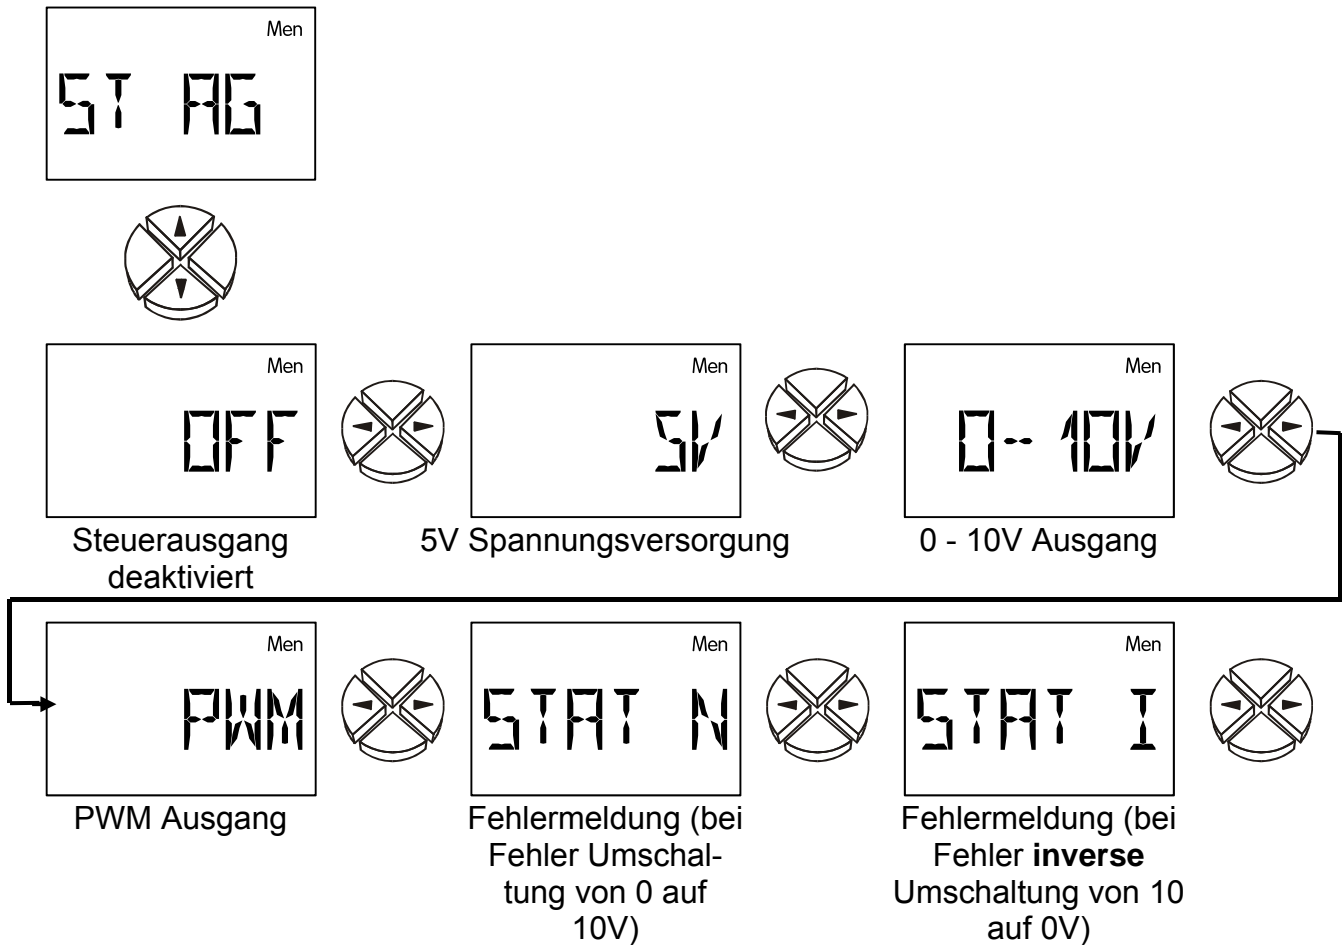 Men
ST AG
Men
OFF
Men
5V
Men
0-10V
Steuerausgang
deaktiviert
5V Spannungsversorgung
0 - 10V Ausgang
Men
PWM
Men
STAT N
Men
STAT I
PWM Ausgang
Fehlermeldung (bei
Fehler Umschal-
tung von 0 auf
10V)
Fehlermeldung (bei
Fehler inverse
Umschaltung von 10
auf 0V)